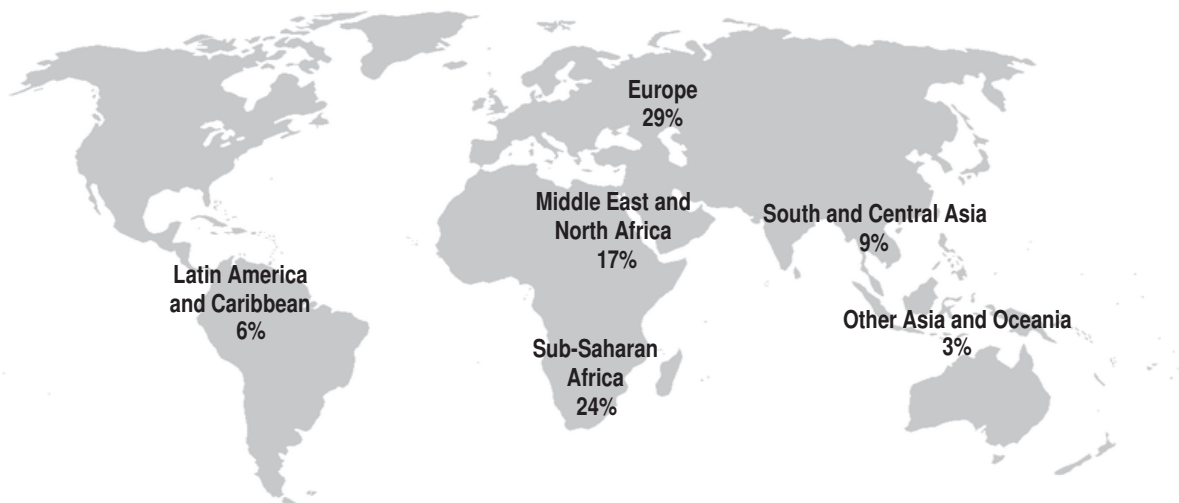 Europe
29%
Middle East and
North Africa
17%
South and Central Asia
9%
Latin America
and Caribbean
6%
Other Asia and Oceania
3%
Sub-Saharan
Africa
24%